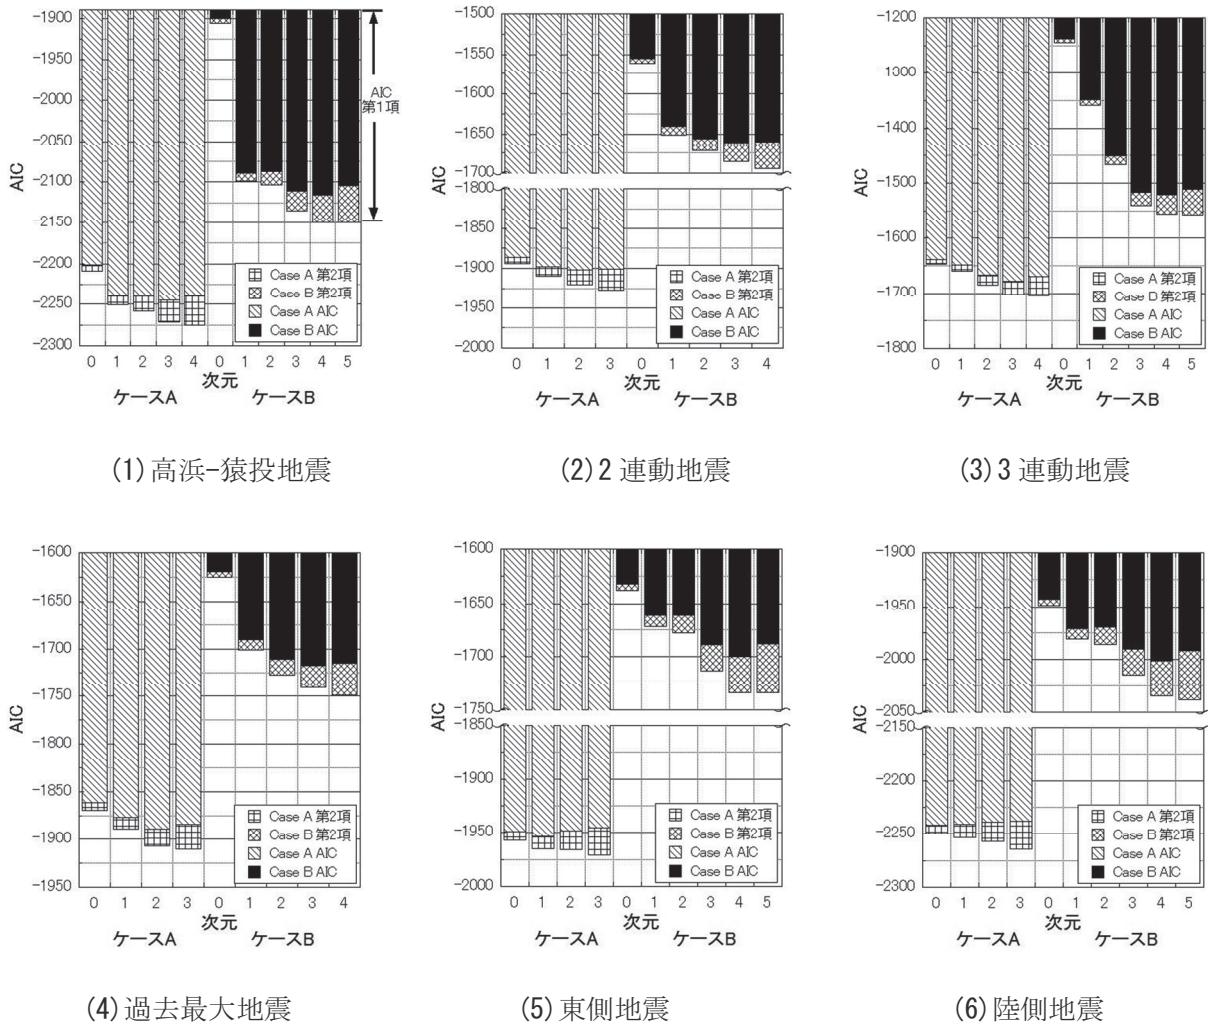 -1900
-1950
-2000
-2050
-2100
-2150
-2200
-2250
-2300
AIC
AIC
第1項
Case A 第2項
Case B 第2項
Case A AIC
Case B AIC
0 1 2 3 4 0 1 2 3 4 5
次元
ケースA ケースB
(1)高浜-猿投地震
-1500
-1550
-1600
-1650
-1700
-1800
-1850
-1900
-1950
-2000
AIC
Case A 第2項
Case B 第2項
Case A AIC
Case B AIC
0 1 2 3 0 1 2 3 4
次元
ケースA ケースB
(2)2連動地震
-1200
-1300
-1400
-1500
-1600
-1700
-1800
AIC
Case A 第2項
Case B 第2項
Case A AIC
Case B AIC
0 1 2 3 4 0 1 2 3 4 5
次元
ケースA ケースB
(3)3連動地震
-1600
-1650
-1700
-1750
-1800
-1850
-1900
-1950
AIC
Case A 第2項
Case B 第2項
Case A AIC
Case B AIC
0 1 2 3 0 1 2 3 4
次元
ケースA ケースB
(4)過去最大地震
-1600
-1650
-1700
-1750
-1850
-1900
-1950
-2000
AIC
Case A 第2項
Case B 第2項
Case A AIC
Case B AIC
0 1 2 3 0 1 2 3 4 5
次元
ケースA ケースB
(5)東側地震
-1900
-1950
-2000
-2050
-2150
-2200
-2250
-2300
AIC
Case A 第2項
Case B 第2項
Case A AIC
Case B AIC
0 1 2 3 0 1 2 3 4 5
次元
ケースA ケースB
(6)陸側地震